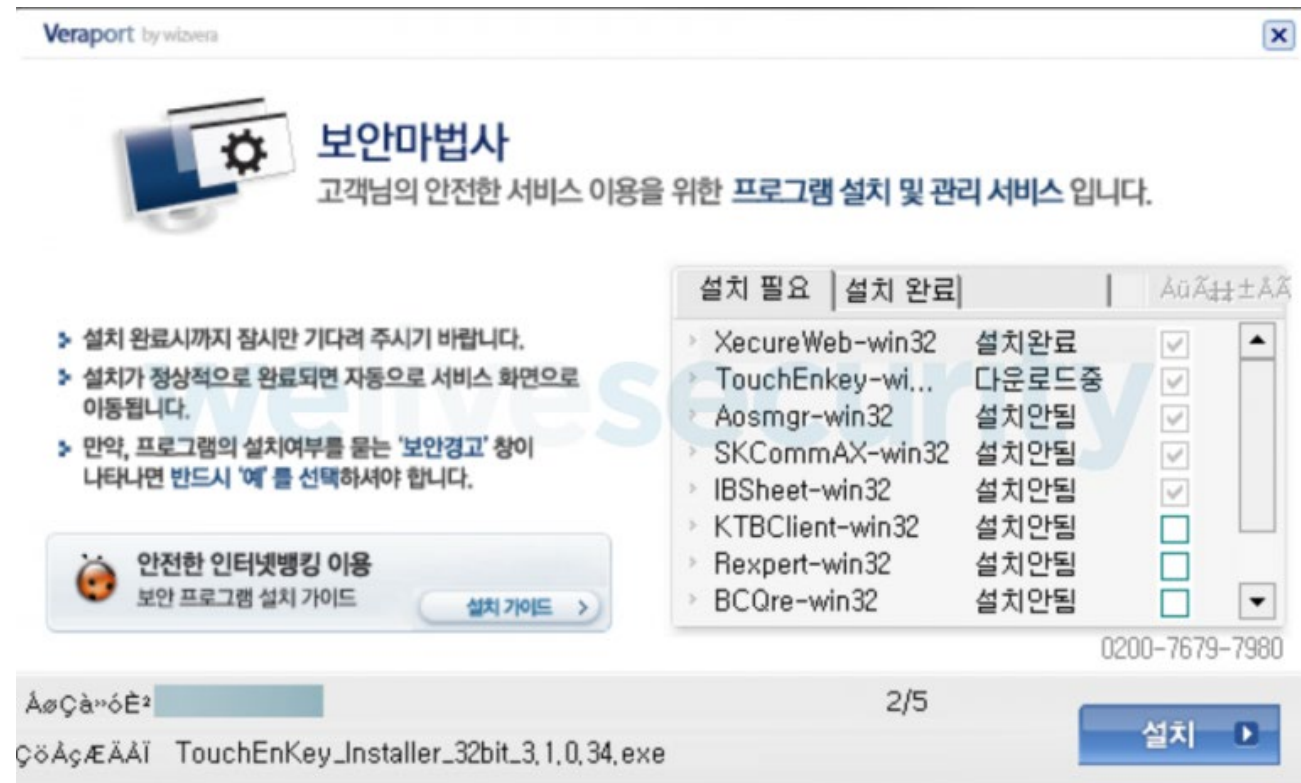 Veraport by wizvera
보안마법사
고객님의 안전한 서비스 이용을 위한 프로그램 설치 및 관리 서비스 입니다.
설치 완료시까지 잠시만 기다려 주시기 바랍니다.
설치가 정상적으로 완료되면 자동으로 서비스 화면으로
이동됩니다.
만약, 프로그램의 설치여부를 묻는 '보안경고' 창이
나타나면 반드시 '예' 를 선택하셔야 합니다.
안전한 인터넷뱅킹 이용
보안 프로그램 설치 가이드
설치 가이드
설치 필요 설치 완료
XecureWeb-win32 설치완료
TouchEnkey-wi... 다운로드중
Aosmgr-win32 설치안됨
SKCommAX-win32 설치안됨
IBSheet-win32 설치안됨
KTBClient-win32 설치안됨
Rexpert-win32 설치안됨
BCQre-win32 설치안됨
welivesecurity
0200-7679-7980
ÁøÇà»óÈ² 2/5
ÇöÀçÆÄÀÏ TouchEnKey_Installer_32bit_3,1,0,34,exe
설치